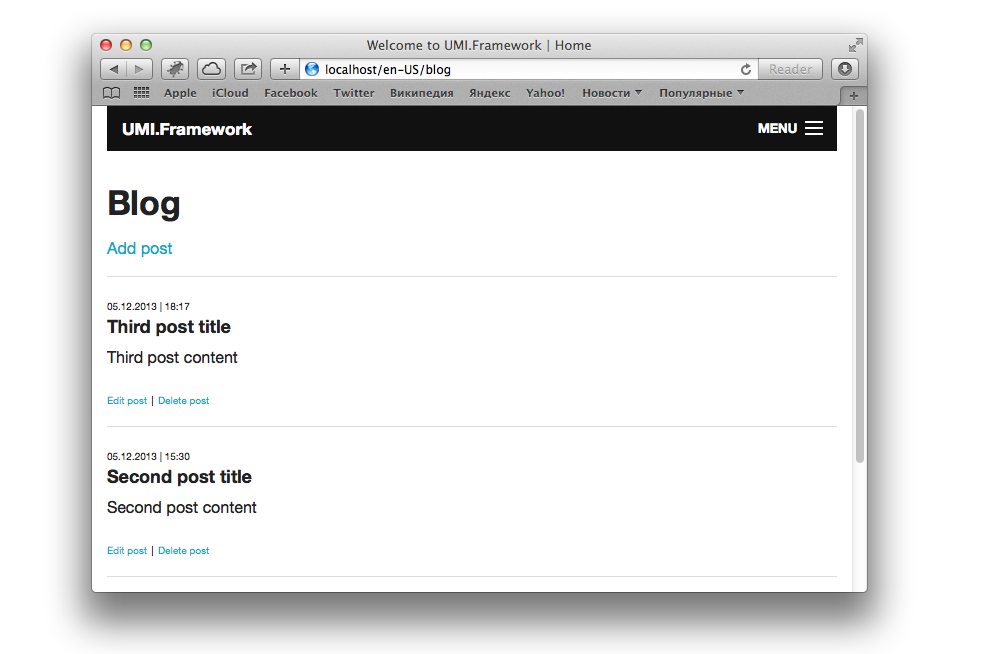 Welcome to UMI.Framework | Home
localhost/en-US/blog
Reader
Apple iCloud Facebook Twitter Википедия Яндекс Yahoo! Новости Популярные
UMI.Framework MENU
Blog
Add post
05.12.2013 | 18:17
Third post title
Third post content
Edit post | Delete post
05.12.2013 | 15:30
Second post title
Second post content
Edit post | Delete post